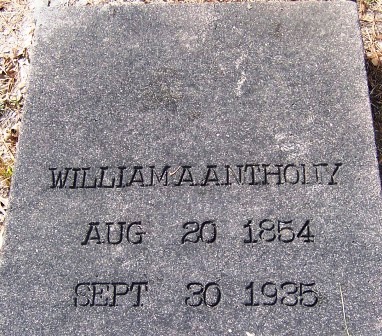 WILLIAM A. ANTHONY
AUG 20 1854
SEPT 30 1935